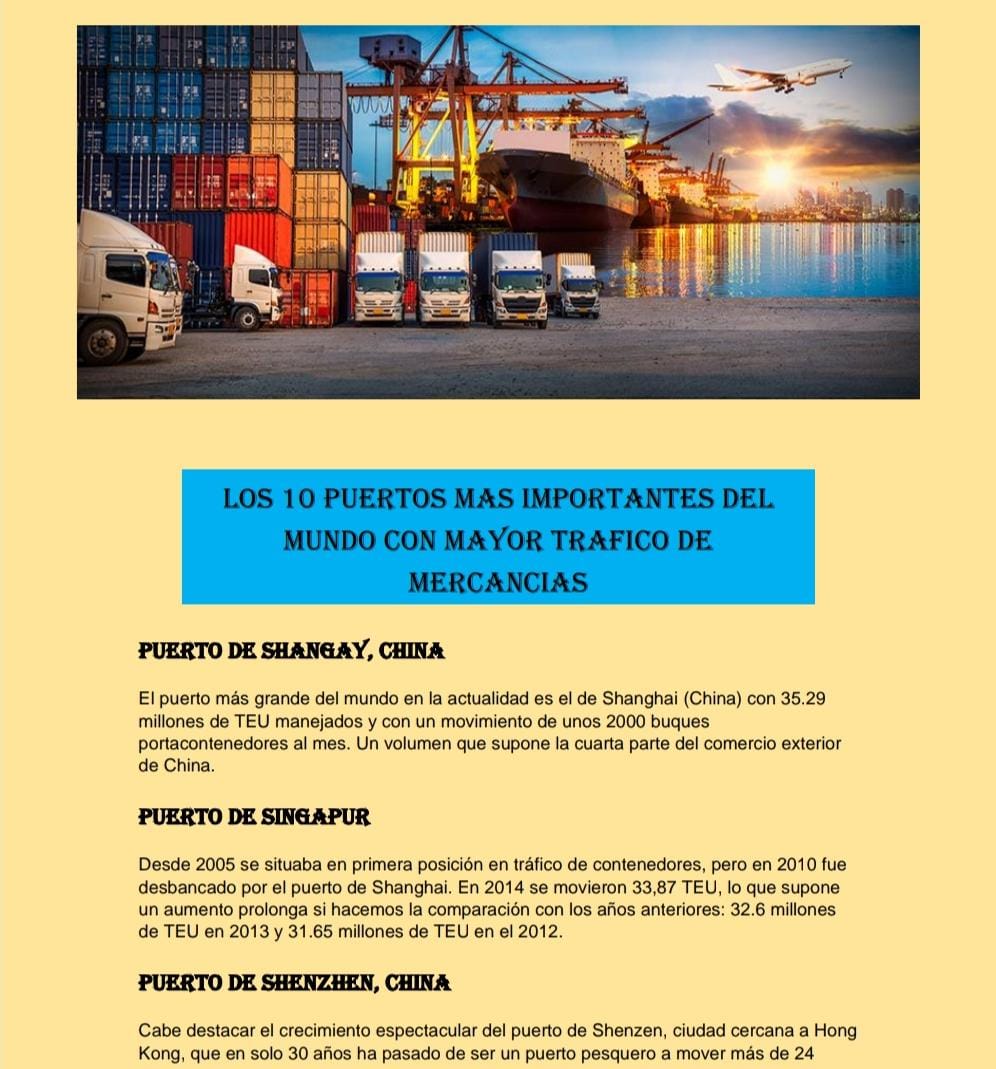 LOS 10 PUERTOS MAS IMPORTANTES DEL
MUNDO CON MAYOR TRAFICO DE
MERCANCIAS
PUERTO DE SHANGAY, CHINA
El puerto más grande del mundo en la actualidad es el de Shanghai (China) con 35.29
millones de TEU manejados y con un movimiento de unos 2000 buques
portacontenedores al mes. Un volumen que supone la cuarta parte del comercio exterior
de China.
PUERTO DE SINGAPUR
Desde 2005 se situaba en primera posición en tráfico de contenedores, pero en 2010 fue
desbancado por el puerto de Shanghai. En 2014 se movieron 33,87 TEU, lo que supone
un aumento prolonga si hacemos la comparación con los años anteriores: 32.6 millones
de TEU en 2013 y 31.65 millones de TEU en el 2012.
PUERTO DE SHENZHEN, CHINA
Cabe destacar el crecimiento espectacular del puerto de Shenzen, ciudad cercana a Hong
Kong, que en solo 30 años ha pasado de ser un puerto pesquero a mover más de 24